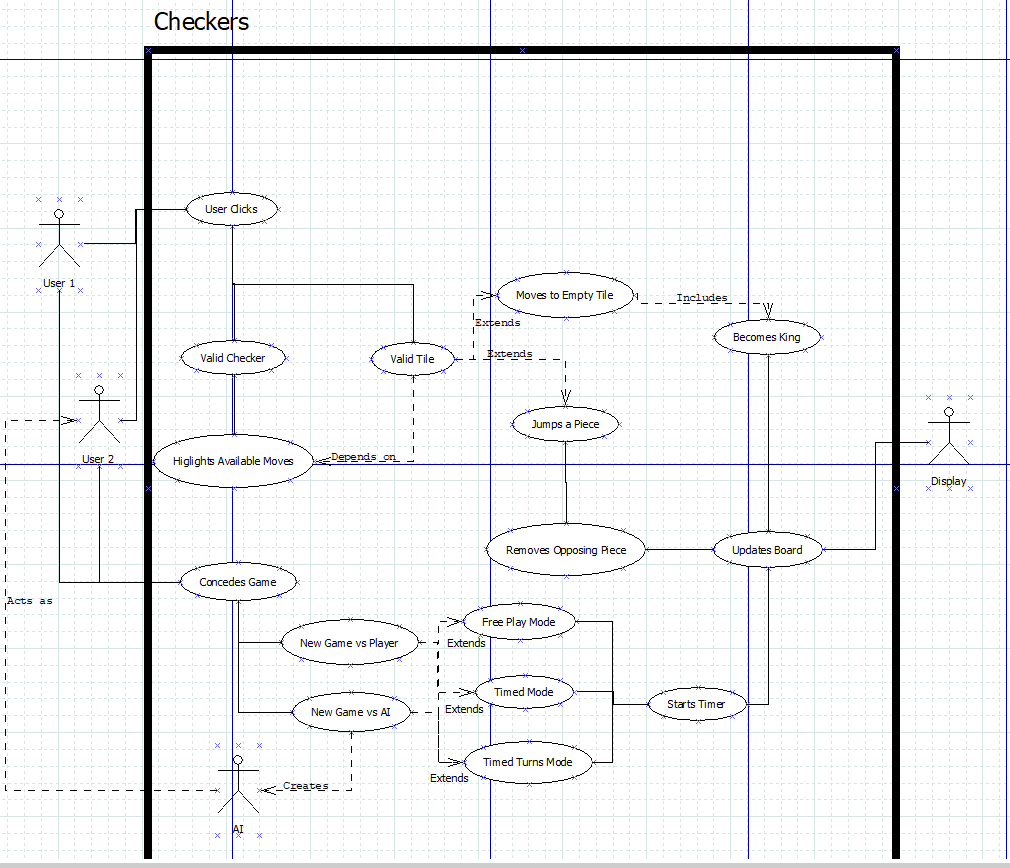 Checkers
User Clicks
User 1
Moves to Empty Tile
Includes
Extends
Becomes King
Valid Checker
Valid Tile
Extends
Jumps a Piece
User 2
Higlights Available Moves
Depends on
Display
Removes Opposing Piece
Updates Board
Concedes Game
Acts as
Free Play Mode
New Game vs Player
Extends
Timed Mode
Starts Timer
New Game vs AI
Extends
Timed Turns Mode
Extends
Creates
AI